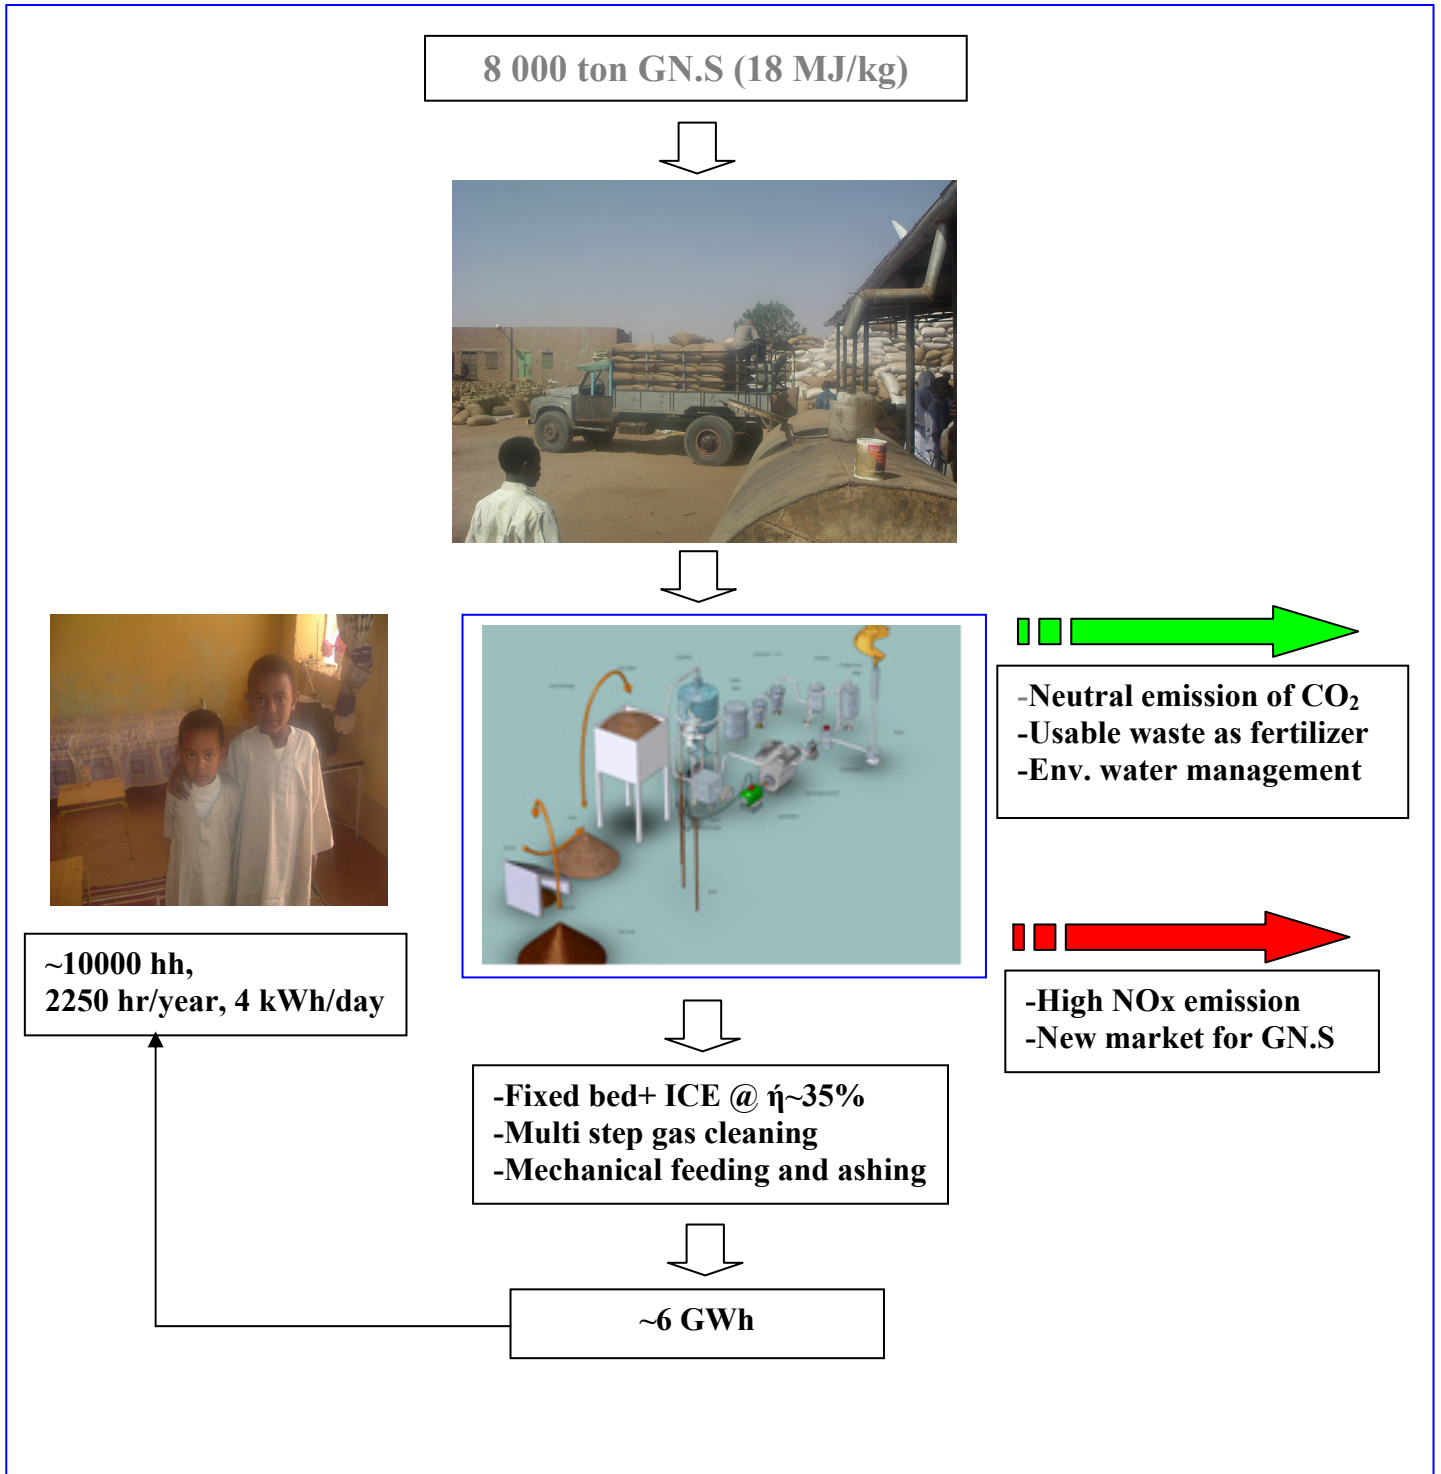 8 000 ton GN.S (18 MJ/kg)
-Neutral emission of CO₂
-Usable waste as fertilizer
-Env. water management
~10000 hh,
2250 hr/year, 4 kWh/day
-High NOx emission
-New market for GN.S
-Fixed bed+ ICE @ ή~35%
-Multi step gas cleaning
-Mechanical feeding and ashing
~6 GWh